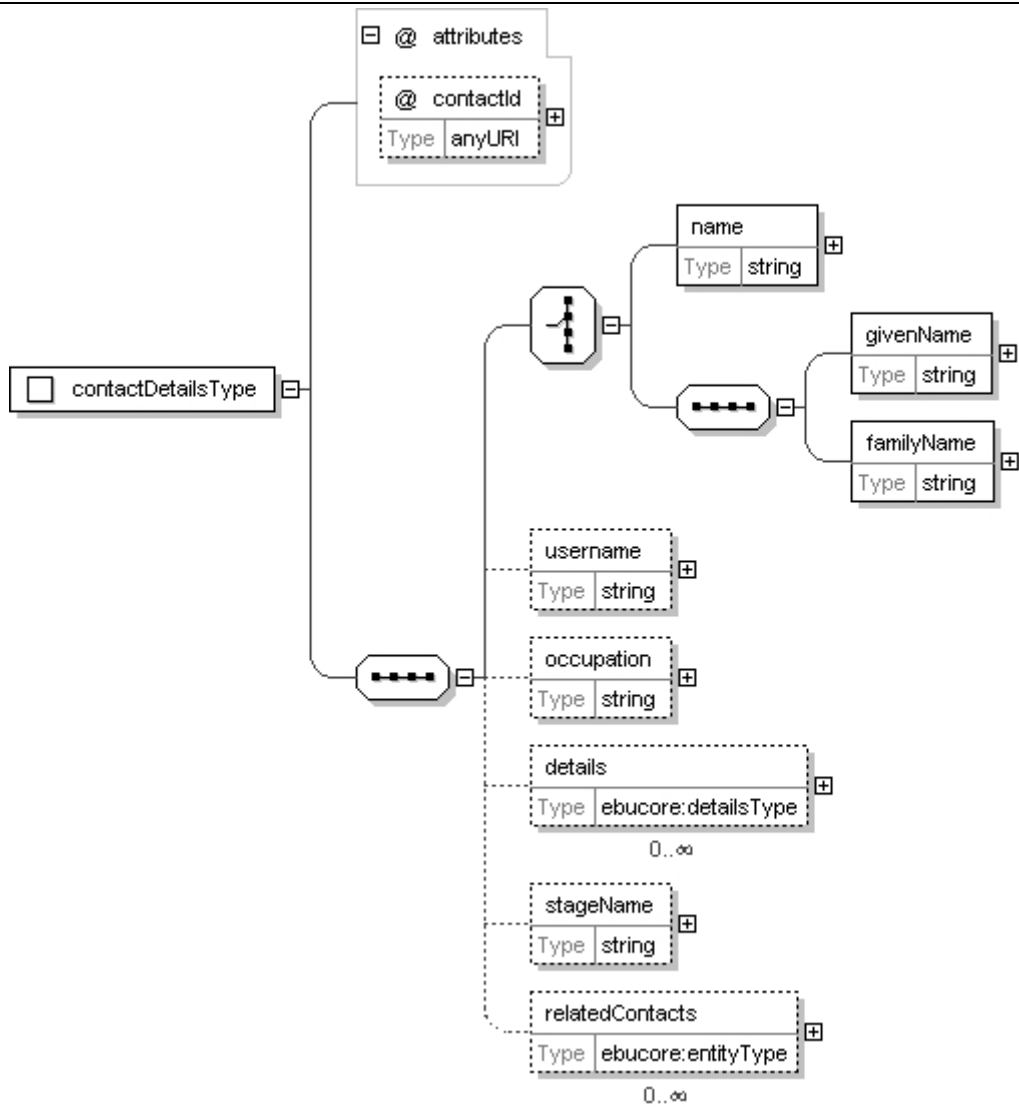 @ attributes
@ contactId
Type anyURI
name
Type string
givenName
Type string
contactDetailsType
familyName
Type string
username
Type string
occupation
Type string
details
Type ebucore:detailsType
0..∞
stageName
Type string
relatedContacts
Type ebucore:entityType
0..∞